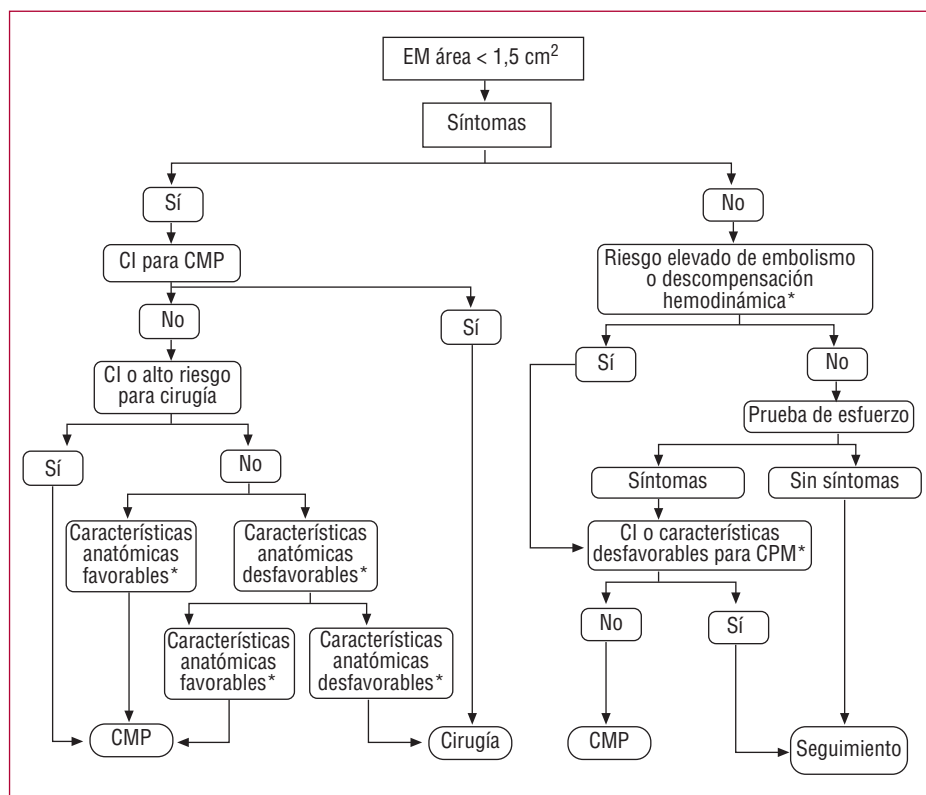 EM área < 1,5 cm²
Síntomas
Sí
No
CI para CMP
Riesgo elevado de embolismo
o descompensación
hemodinámica*
No
Sí
Sí
No
CI o alto riesgo
para cirugía
Prueba de esfuerzo
Sí
No
Síntomas
Sin síntomas
Características
anatómicas
favorables*
Características
anatómicas
desfavorables*
CI o características
desfavorables para CPM*
No
Sí
Características
anatómicas
favorables*
Características
anatómicas
desfavorables*
CMP
Cirugía
CMP
Seguimiento